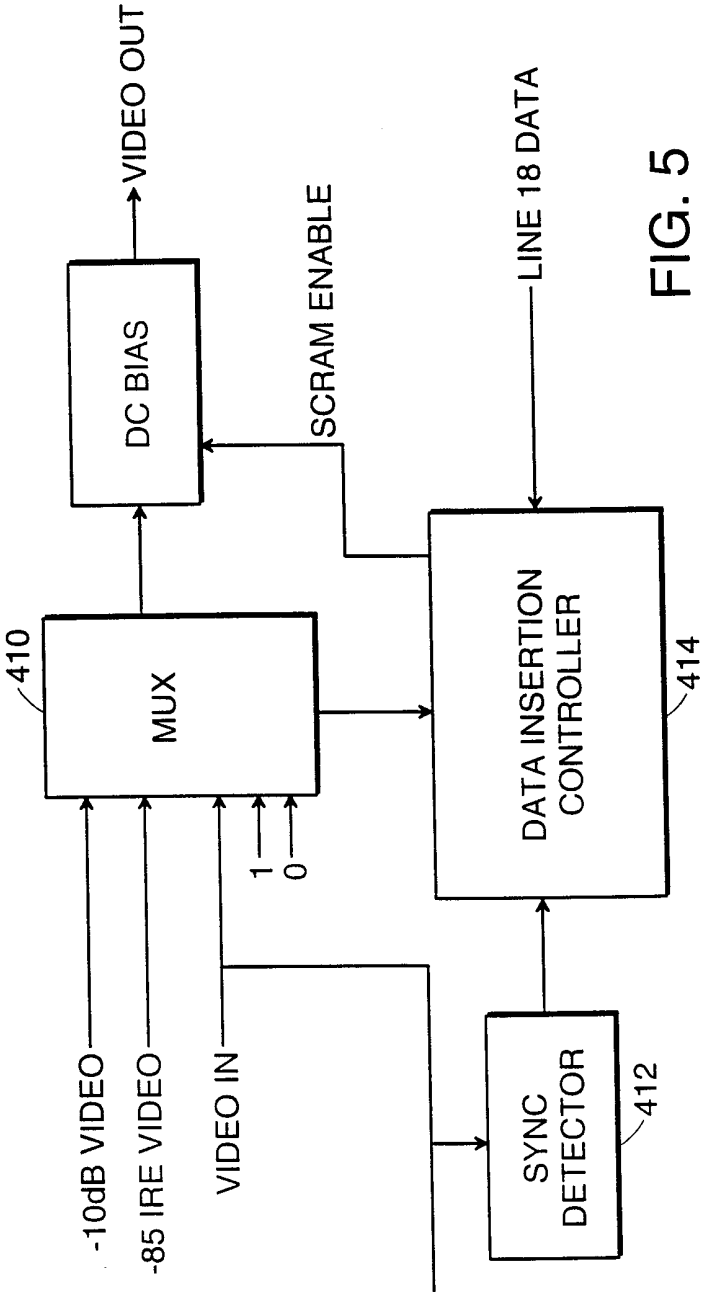 -10dB VIDEO
-85 IRE VIDEO
VIDEO IN
1
0
410
MUX
DC BIAS
VIDEO OUT
SCRAM ENABLE
SYNC
DETECTOR
412
DATA INSERTION
CONTROLLER
414
LINE 18 DATA
FIG. 5